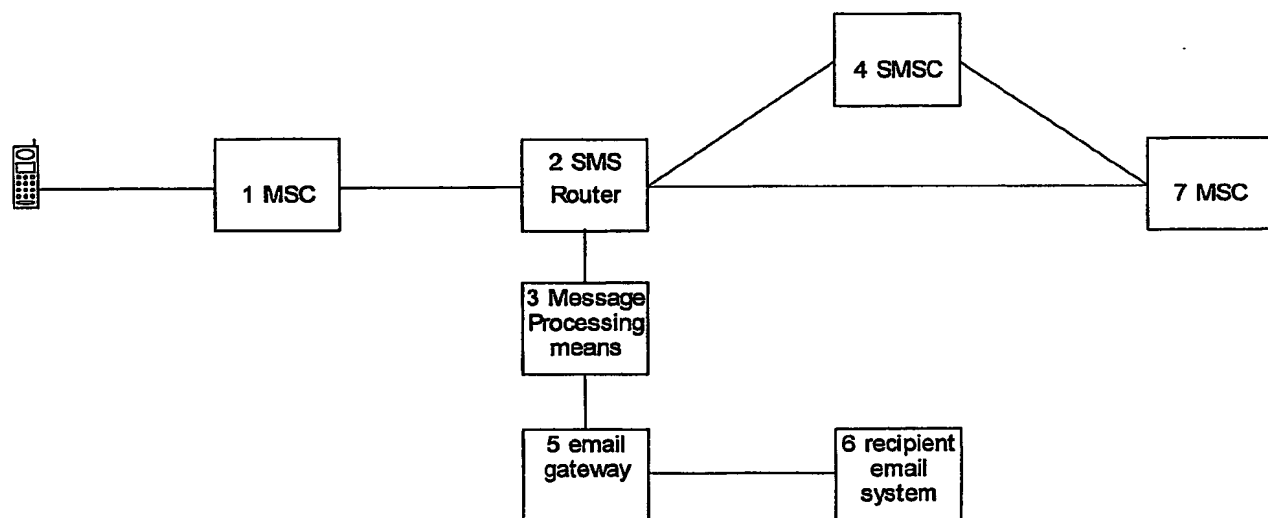 4 SMSC
1 MSC
2 SMS
Router
7 MSC
3 Message
Processing
means
5 email
gateway
6 recipient
email
system